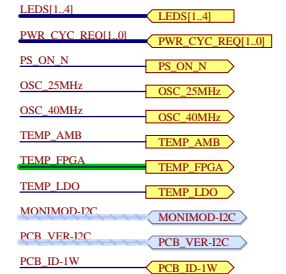 LEDS[1..4] LEDS[1..4]
PWR_CYC_REQ[1..0] PWR_CYC_REQ[1..0]
PS_ON_N PS_ON_N
OSC_25MHz OSC_25MHz
OSC_40MHz OSC_40MHz
TEMP_AMB TEMP_AMB
TEMP_FPGA TEMP_FPGA
TEMP_LDO TEMP_LDO
MONIMOD-I2C MONIMOD-I2C
PCB_VER-I2C PCB_VER-I2C
PCB_ID-1W PCB_ID-1W